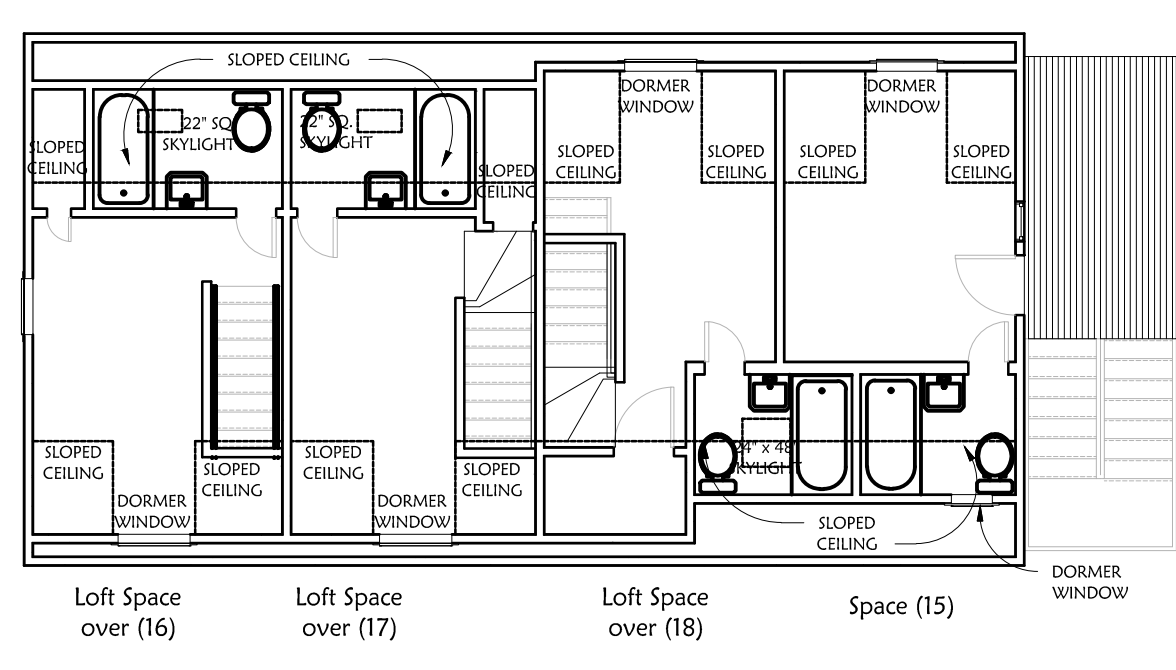 SLOPED CEILING
DORMER
WINDOW
DORMER
WINDOW
22" SQ.
SKYLIGHT
22" SQ.
SKYLIGHT
SLOPED
CEILING
SLOPED
CEILING
SLOPED
CEILING
SLOPED
CEILING
SLOPED
CEILING
SLOPED
CEILING
SLOPED
CEILING
SLOPED
CEILING
SLOPED
CEILING
SLOPED
CEILING
24" x 48"
SKYLIGHT
DORMER
WINDOW
DORMER
WINDOW
SLOPED
CEILING
DORMER
WINDOW
Loft Space
over (16)
Loft Space
over (17)
Loft Space
over (18)
Space (15)